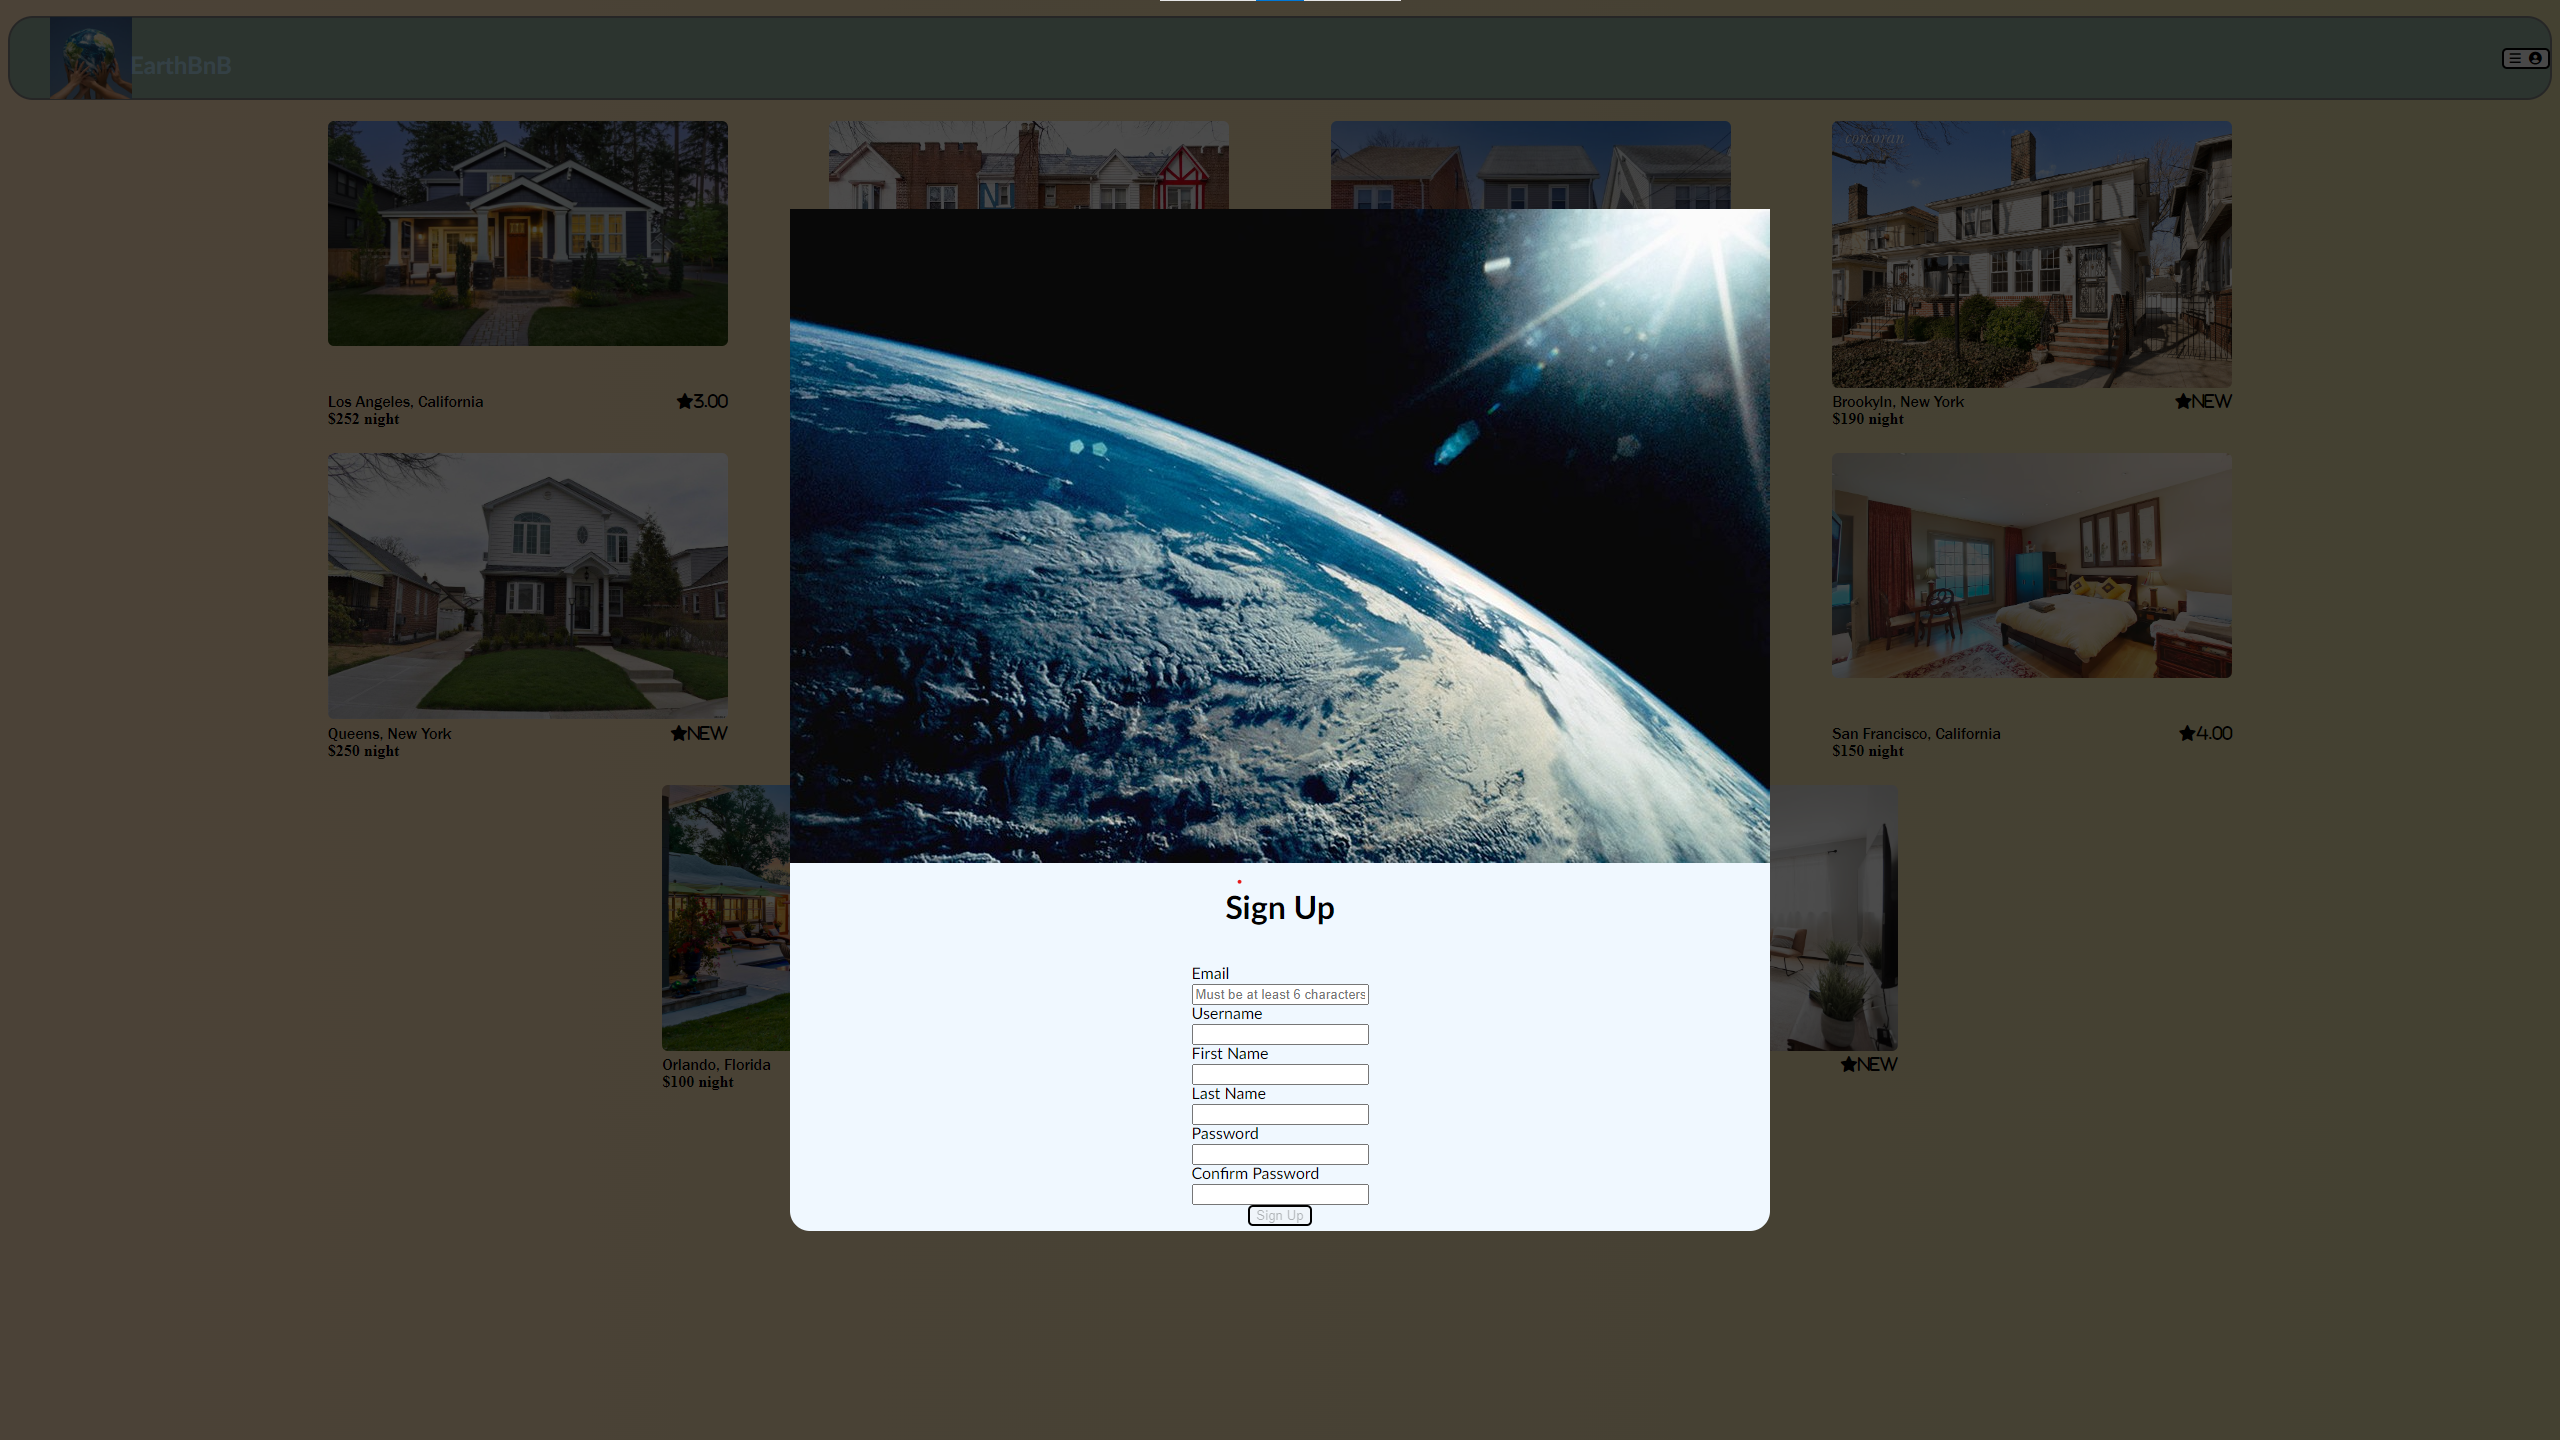 EarthBnB
corcoran
Los Angeles, California
3.00
$252 night
Brookyln, New York
NEW
$190 night
Queens, New York
NEW
$250 night
San Francisco, California
4.00
$150 night
Orlando, Florida
$100 night
NEW
Sign Up
Email
Must be at least 6 characters
Username
First Name
Last Name
Password
Confirm Password
Sign Up